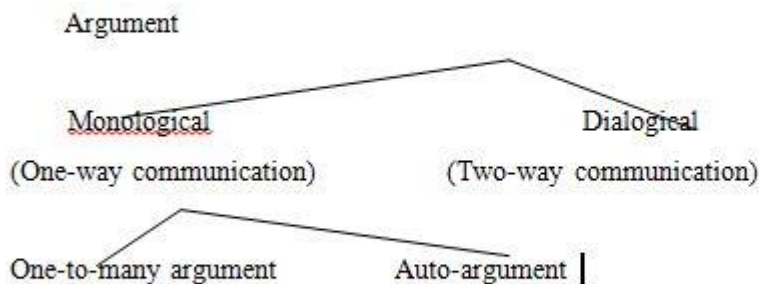 Argument
Monological Dialogical
(One-way communication) (Two-way communication)
One-to-many argument Auto-argument